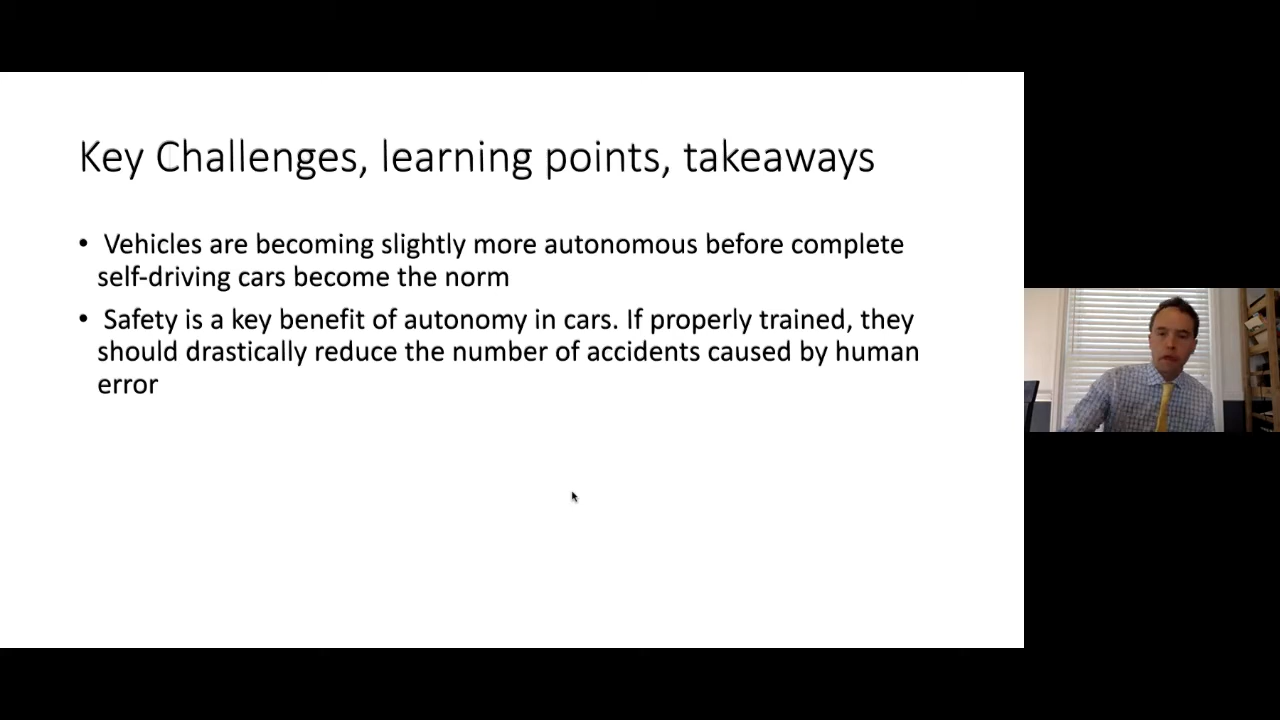 Key Challenges, learning points, takeaways
• Vehicles are becoming slightly more autonomous before complete
self-driving cars become the norm
• Safety is a key benefit of autonomy in cars. If properly trained, they
should drastically reduce the number of accidents caused by human
error